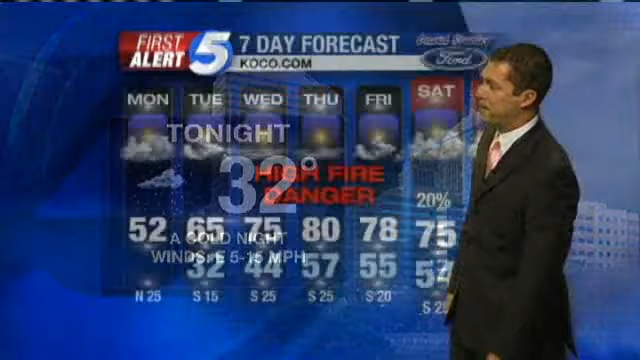 FIRST ALERT 5
7 DAY FORECAST
KOCO.COM
Ford
MON TUE WED THU FRI SAT
TONIGHT
32°
HIGH FIRE
DANGER
20%
52 65 75 80 78 75
A COLD NIGHT
WINDS: E 5-15 MPH
32 44 57 55
N 25 S 15 S 25 S 25 S 20